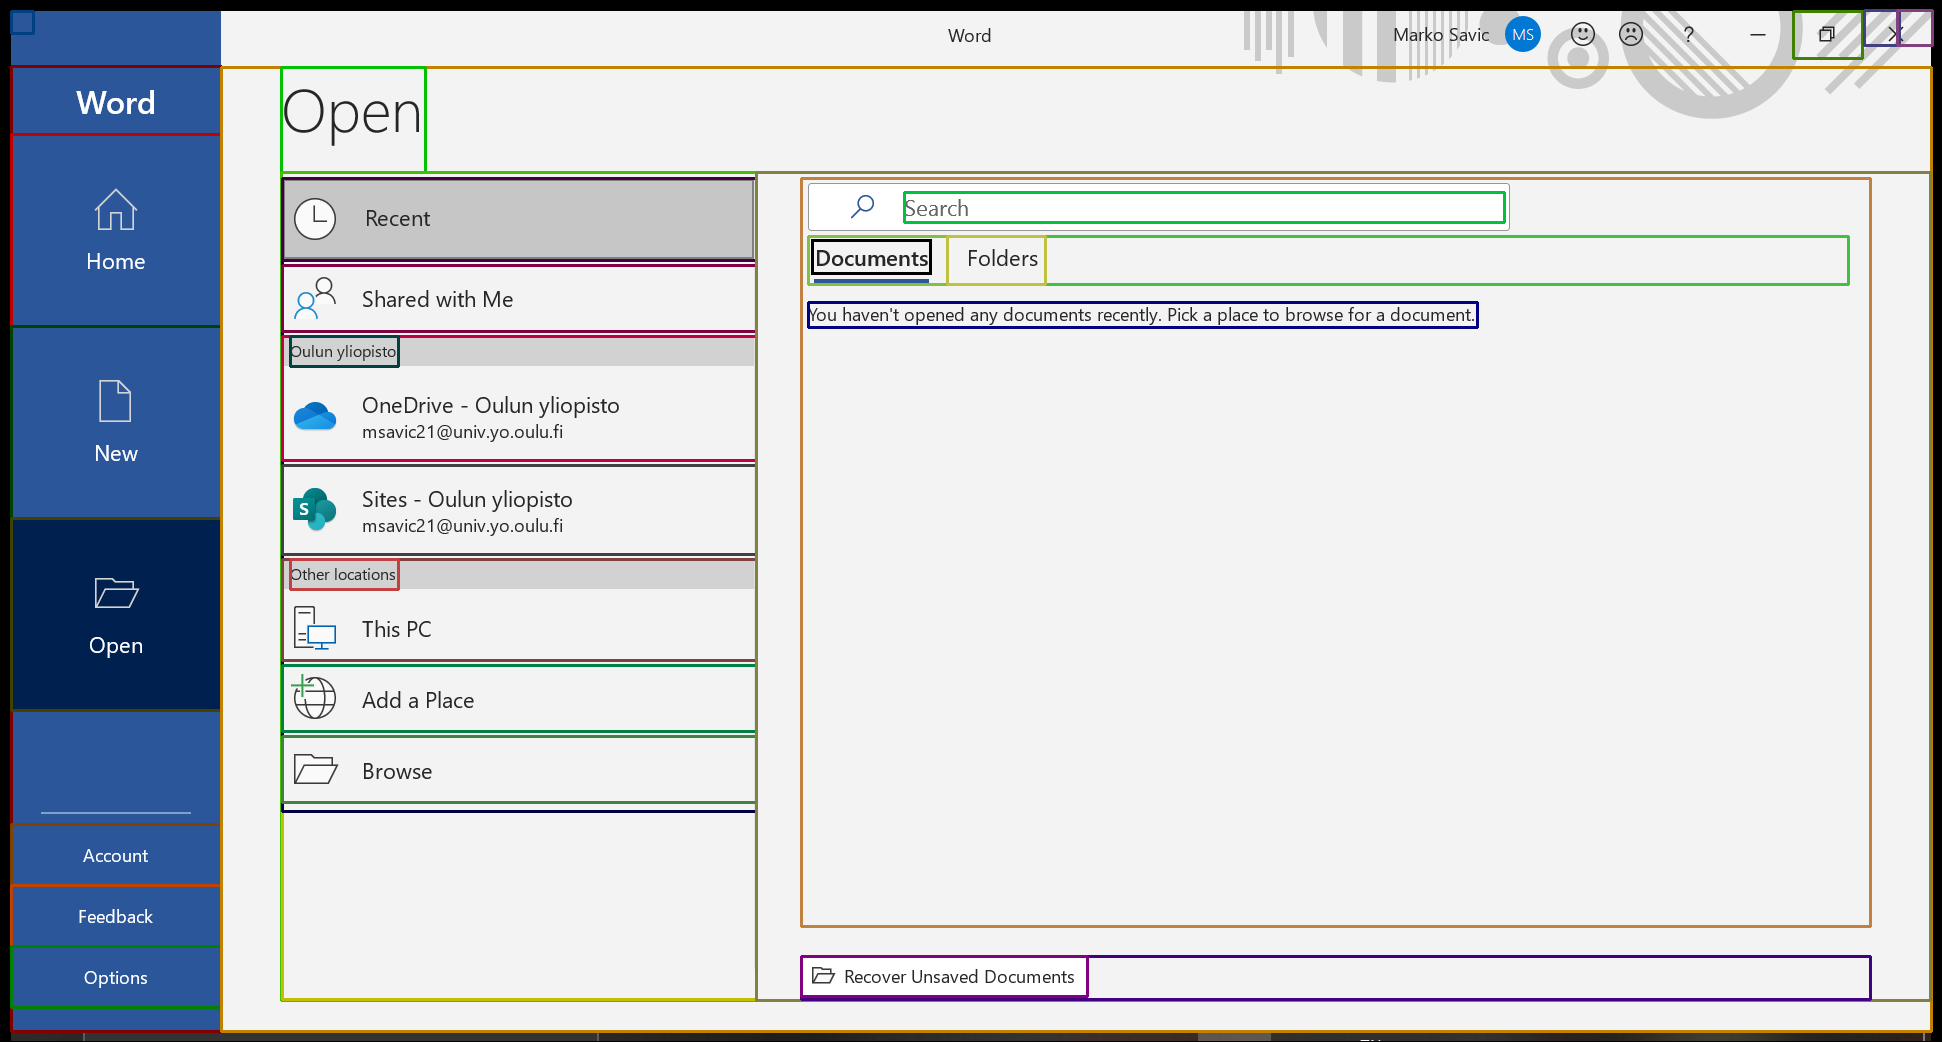 Word
Marko Savic
MS
?
Word
Open
Home
New
Open
Account
Feedback
Options
Recent
Shared with Me
Oulun yliopisto
OneDrive - Oulun yliopisto
msavic21@univ.yo.oulu.fi
S
Sites - Oulun yliopisto
msavic21@univ.yo.oulu.fi
Other locations
This PC
Add a Place
Browse
Search
Documents Folders
You haven't opened any documents recently. Pick a place to browse for a document.
Recover Unsaved Documents